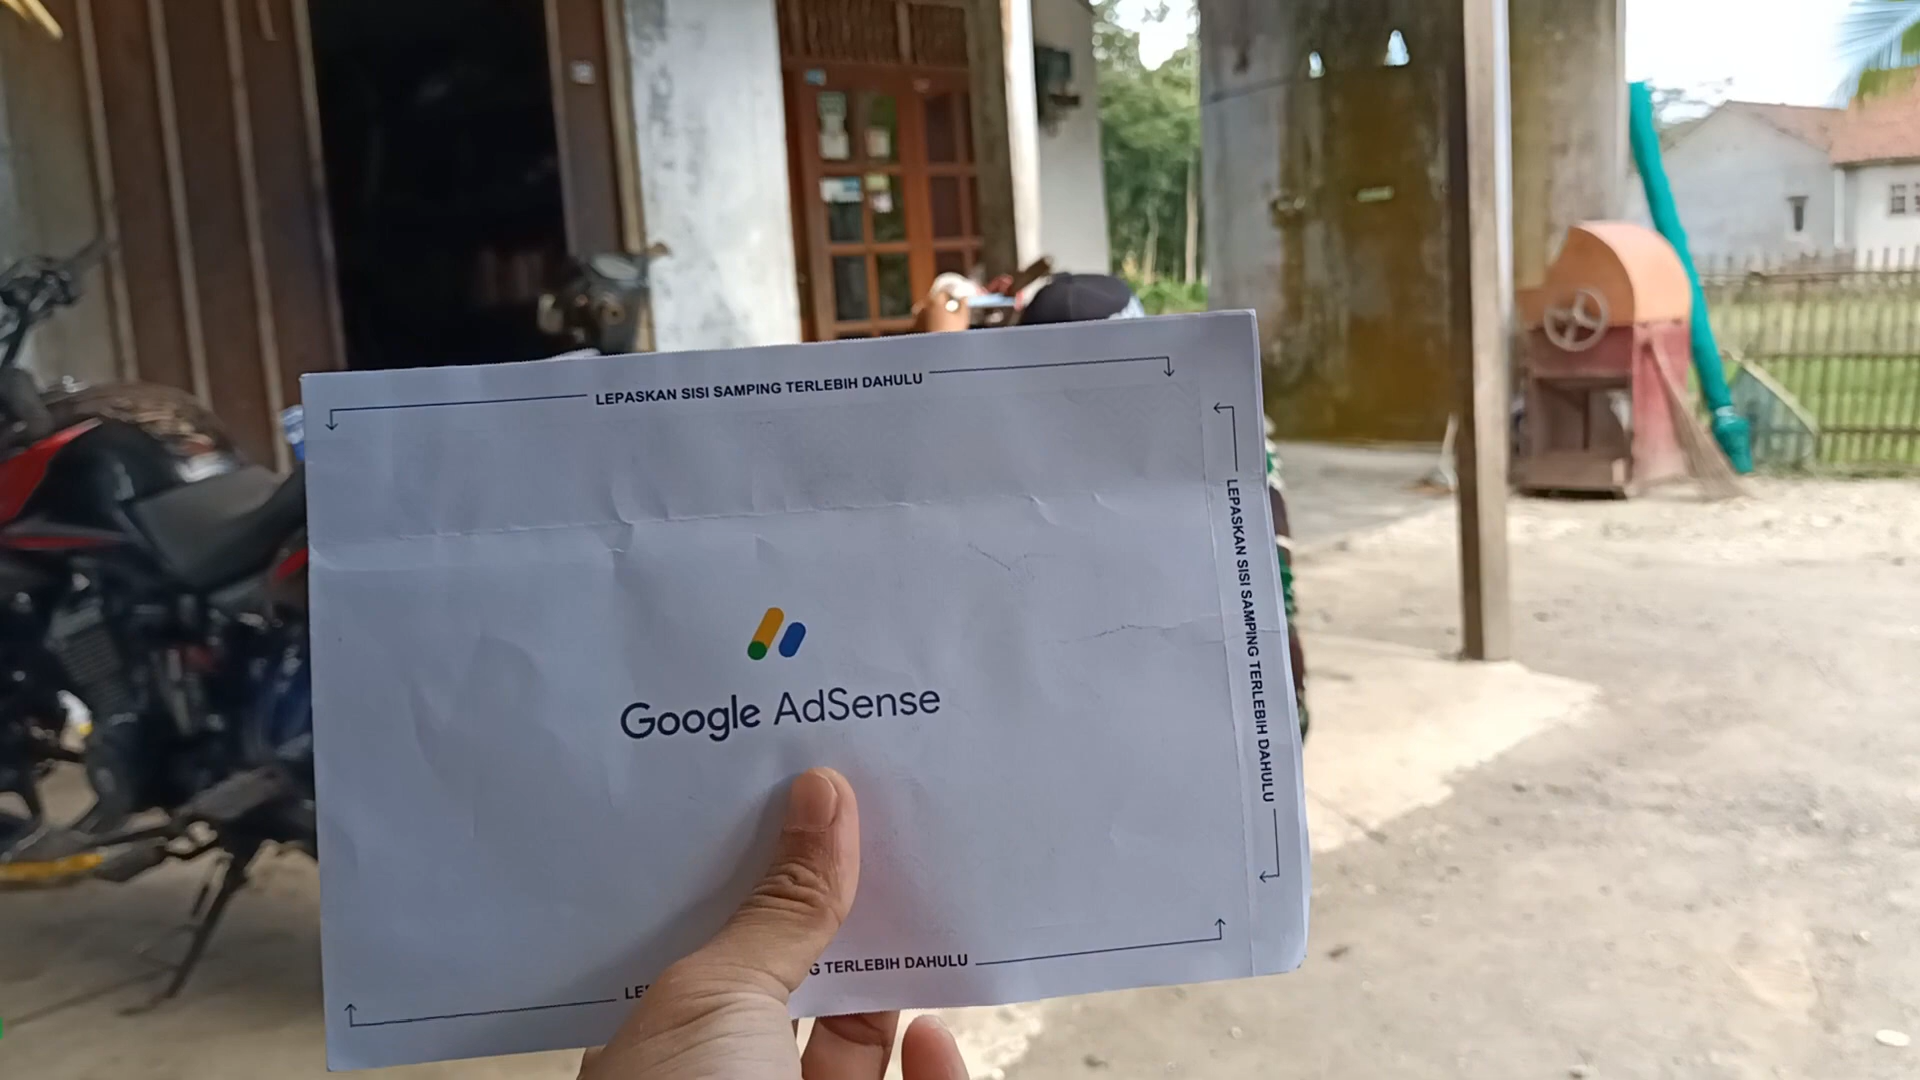 LEPASKAN SISI SAMPING TERLEBIH DAHULU
LEPASKAN SISI SAMPING TERLEBIH DAHULU
Google AdSense
G TERLEBIH DAHULU